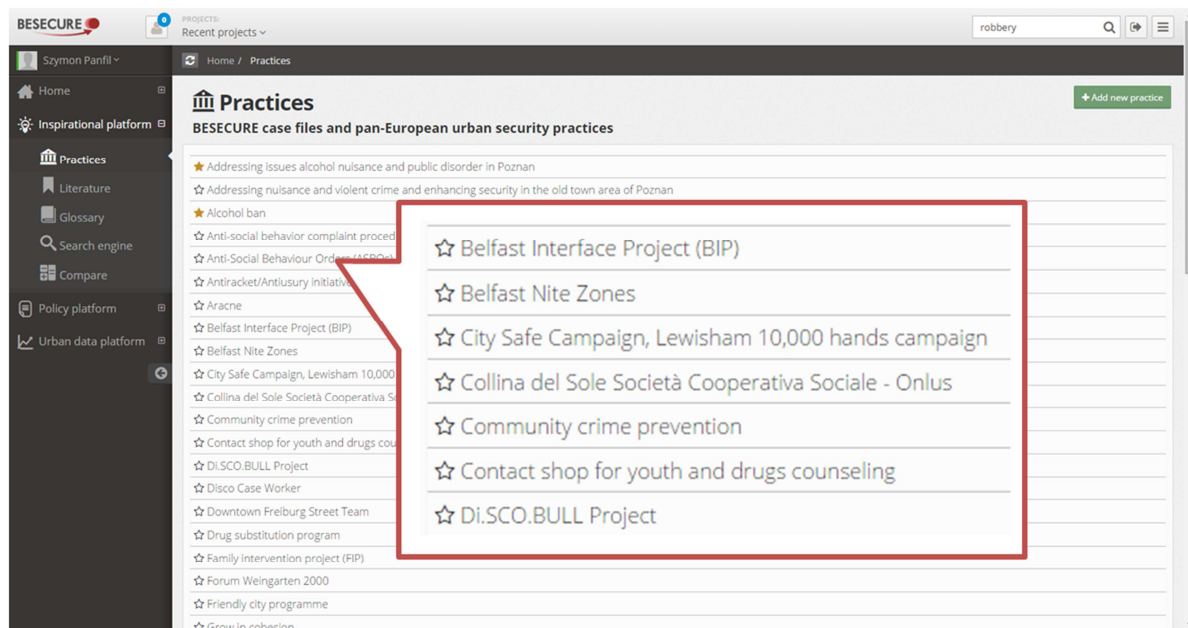 BESECURE
0
PROJECTS:
Recent projects
robbery
Szymon Panfil
Home / Practices
Home
Inspirational platform
Practices
Literature
Glossary
Search engine
Compare
Policy platform
Urban data platform
Practices
+ Add new practice
BESECURE case files and pan-European urban security practices
Addressing issues alcohol nuisance and public disorder in Poznan
Addressing nuisance and violent crime and enhancing security in the old town area of Poznan
Alcohol ban
Anti-social behavior complaint proced
Anti-Social Behaviour Orders (ASBOs)
Antiracket/Antiusury initiative
Aracne
Belfast Interface Project (BIP)
Belfast Nite Zones
City Safe Campaign, Lewisham 10,000
Collina del Sole Società Cooperativa So
Community crime prevention
Contact shop for youth and drugs cou
Di.SCO.BULL Project
Disco Case Worker
Downtown Freiburg Street Team
Drug substitution program
Family intervention project (FIP)
Forum Weingarten 2000
Friendly city programme
Grow in cohesion
Belfast Interface Project (BIP)
Belfast Nite Zones
City Safe Campaign, Lewisham 10,000 hands campaign
Collina del Sole Società Cooperativa Sociale - Onlus
Community crime prevention
Contact shop for youth and drugs counseling
Di.SCO.BULL Project